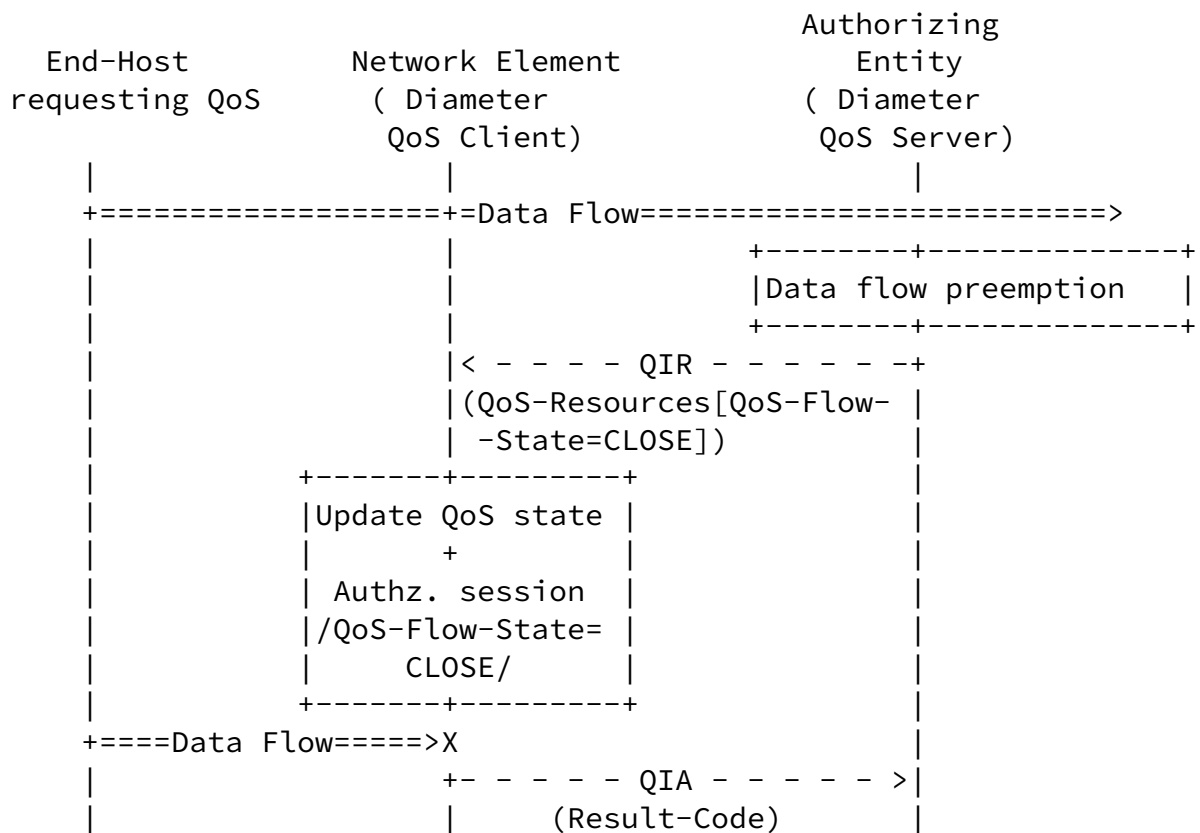 Authorizing
  End-Host         Network Element              Entity
requesting QoS      ( Diameter              ( Diameter
                     QoS Client)             QoS Server)
    |                   |                         |
    +===================+=Data Flow==========================>
    |                   |                +--------+--------------+
    |                   |                |Data flow preemption   |
    |                   |                +--------+--------------+
    |                   |< - - - - QIR - - - - - -+
    |                   |(QoS-Resources[QoS-Flow- |
    |                   | -State=CLOSE])          |
    |           +-------+---------+               |
    |           |Update QoS state |               |
    |           |       +         |               |
    |           | Authz. session  |               |
    |           |/QoS-Flow-State= |               |
    |           |     CLOSE/      |               |
    |           +-------+---------+               |
    +====Data Flow=====>X                         |
    |                   +- - - - - QIA - - - - - >|
    |                   |     (Result-Code)       |